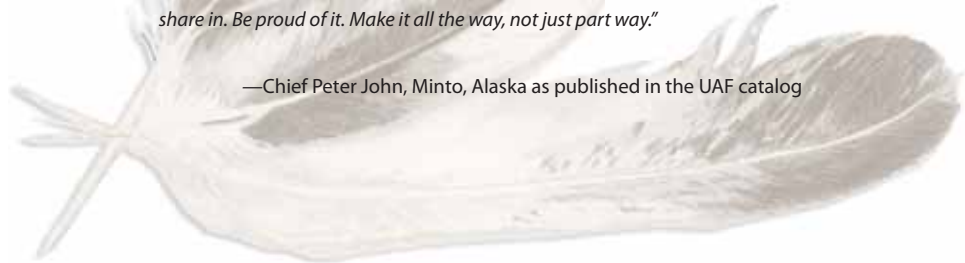 share in. Be proud of it. Make it all the way, not just part way.”
—Chief Peter John, Minto, Alaska as published in the UAF catalog